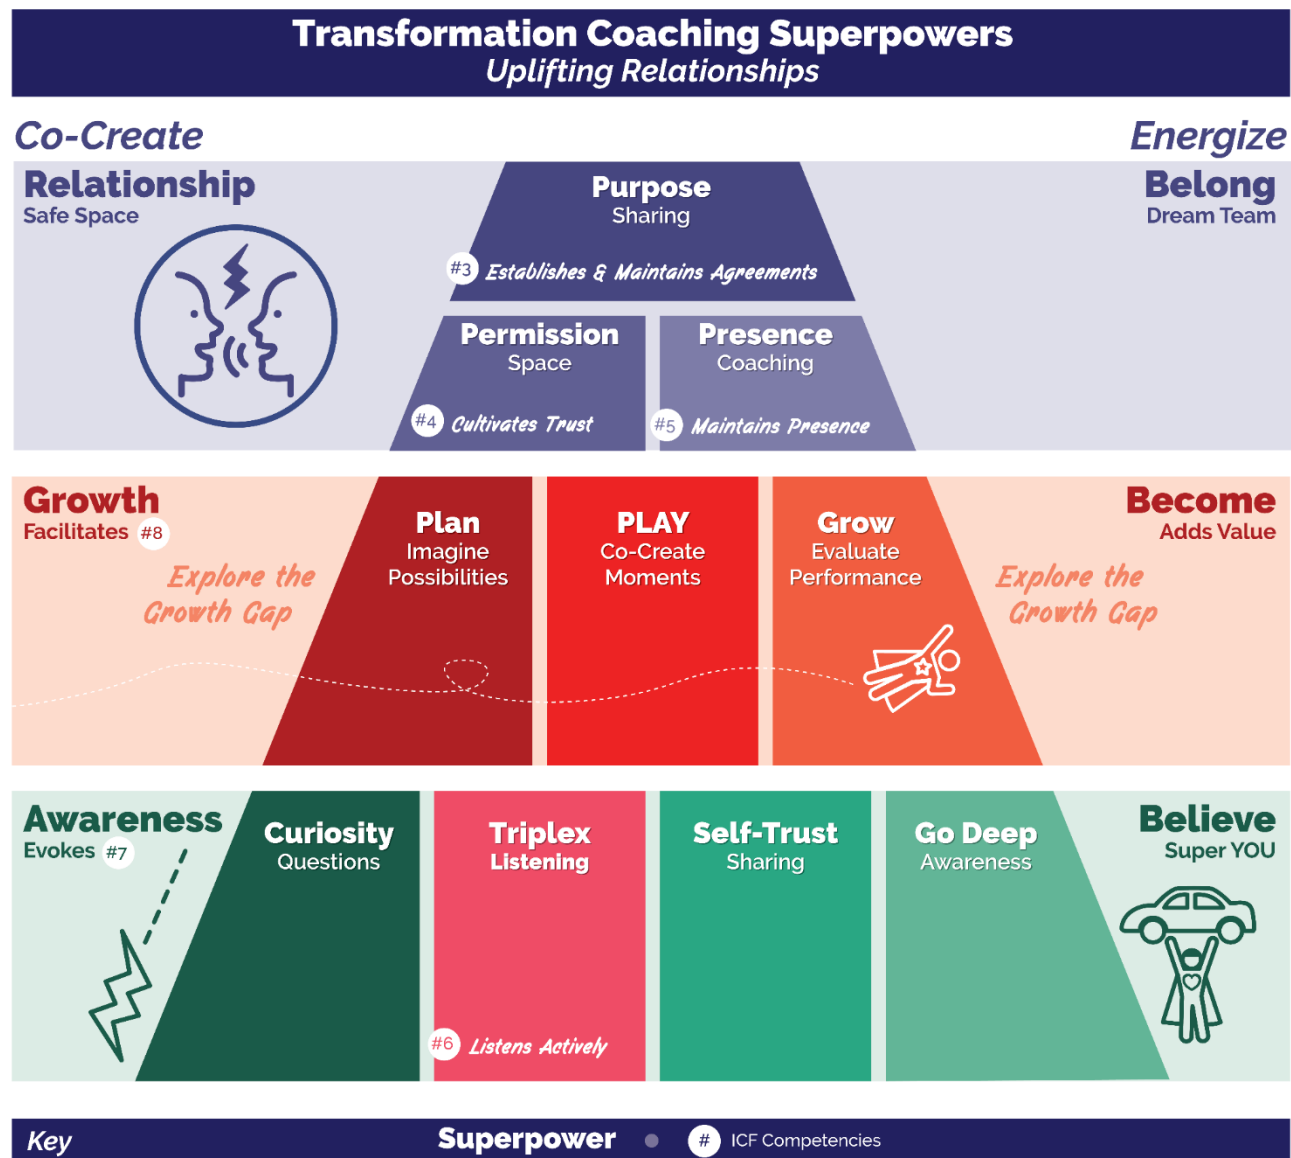 Transformation Coaching Superpowers
Uplifting Relationships
Co-Create
Energize
Relationship
Safe Space
Purpose
Sharing
#3 Establishes & Maintains Agreements
Belong
Dream Team
Permission
Space
#4 Cultivates Trust
Presence
Coaching
#5 Maintains Presence
Growth
Facilitates #8
Explore the
Growth Gap
Plan
Imagine
Possibilities
PLAY
Co-Create
Moments
Grow
Evaluate
Performance
Become
Adds Value
Explore the
Growth Gap
Awareness
Evokes #7
Curiosity
Questions
Triplex
Listening
#6 Listens Actively
Self-Trust
Sharing
Go Deep
Awareness
Believe
Super YOU
Key
Superpower • # ICF Competencies